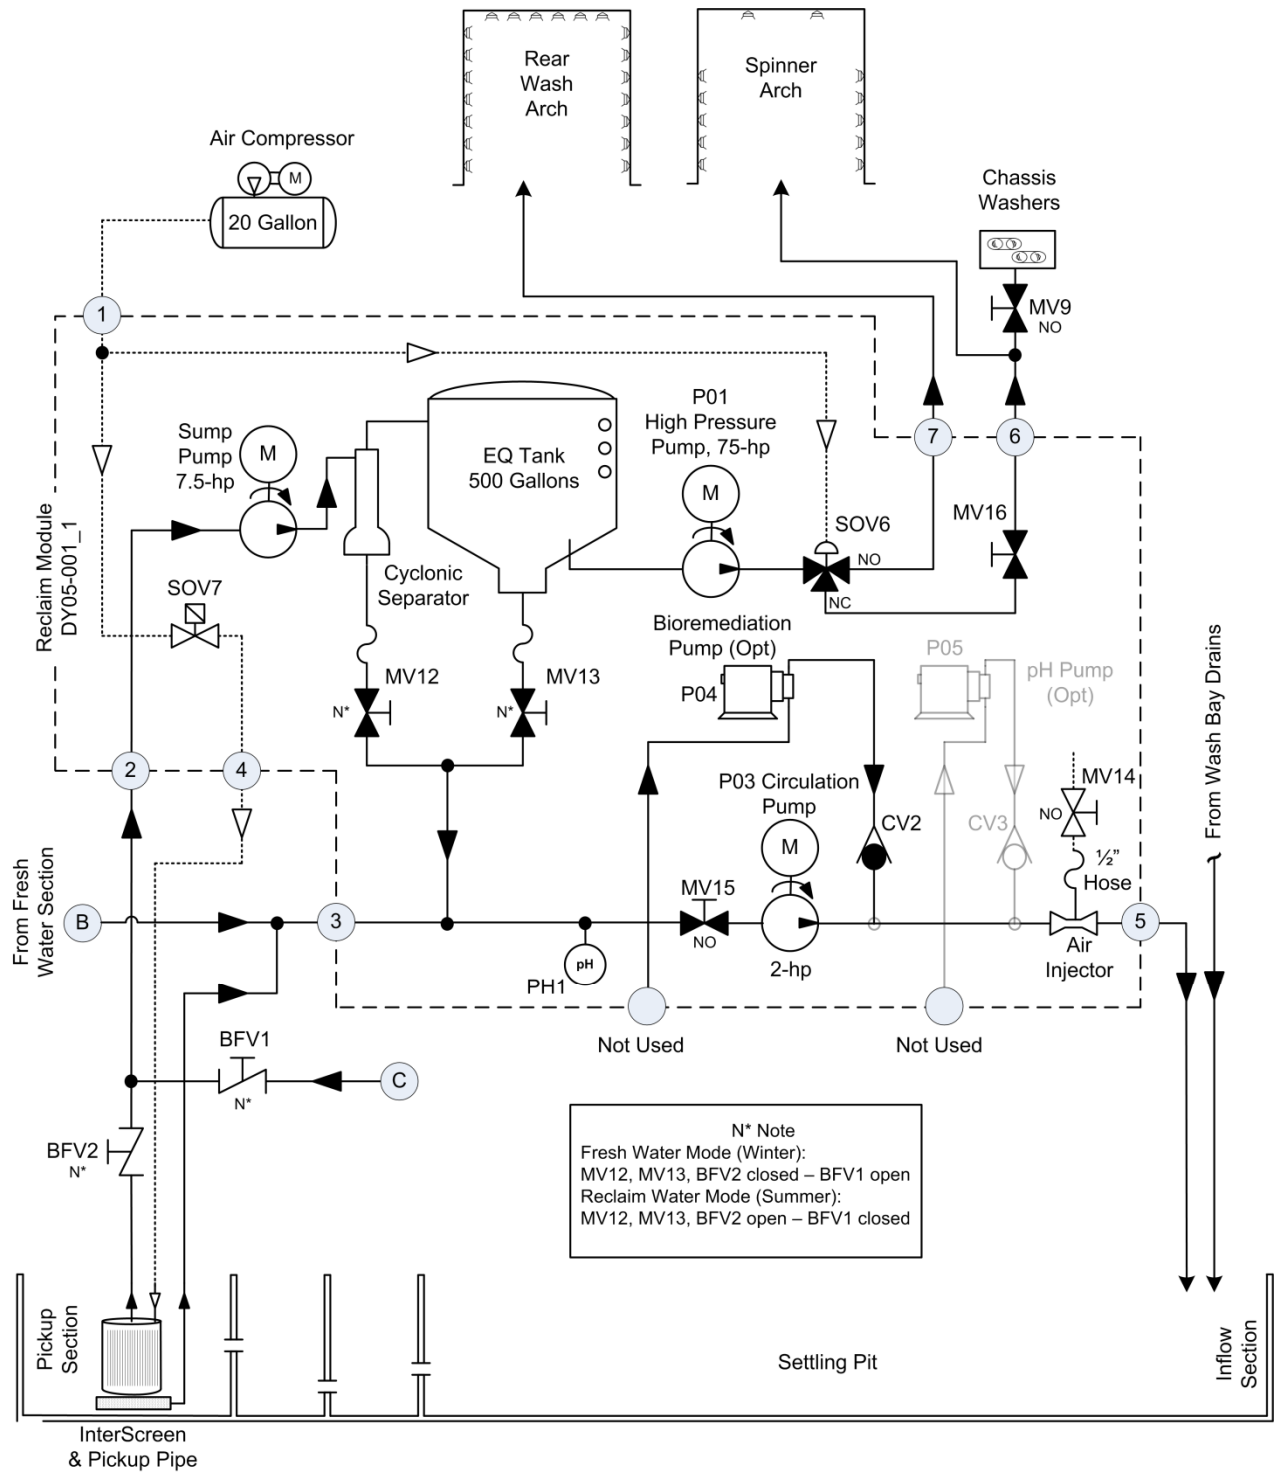 Rear
Wash
Arch
Spinner
Arch
Air Compressor
M
20 Gallon
Chassis
Washers
MV9
NO
1
Reclaim Module
DY05-001_1
Sump
Pump
7.5-hp
M
EQ Tank
500 Gallons
P01
High Pressure
Pump, 75-hp
M
7
6
SOV6
NO
NC
MV16
Cyclonic
Separator
SOV7
MV12
N*
MV13
N*
Bioremediation
Pump (Opt)
P04
P05
pH Pump
(Opt)
From Wash Bay Drains
2
4
P03 Circulation
Pump
M
2-hp
CV2
CV3
MV14
NO
½”
Hose
From Fresh
Water Section
B
3
pH
PH1
MV15
NO
Air
Injector
5
Not Used
Not Used
BFV1
N*
C
BFV2
N*
N* Note
Fresh Water Mode (Winter):
MV12, MV13, BFV2 closed – BFV1 open
Reclaim Water Mode (Summer):
MV12, MV13, BFV2 open – BFV1 closed
Pickup
Section
Settling Pit
Inflow
Section
InterScreen
& Pickup Pipe